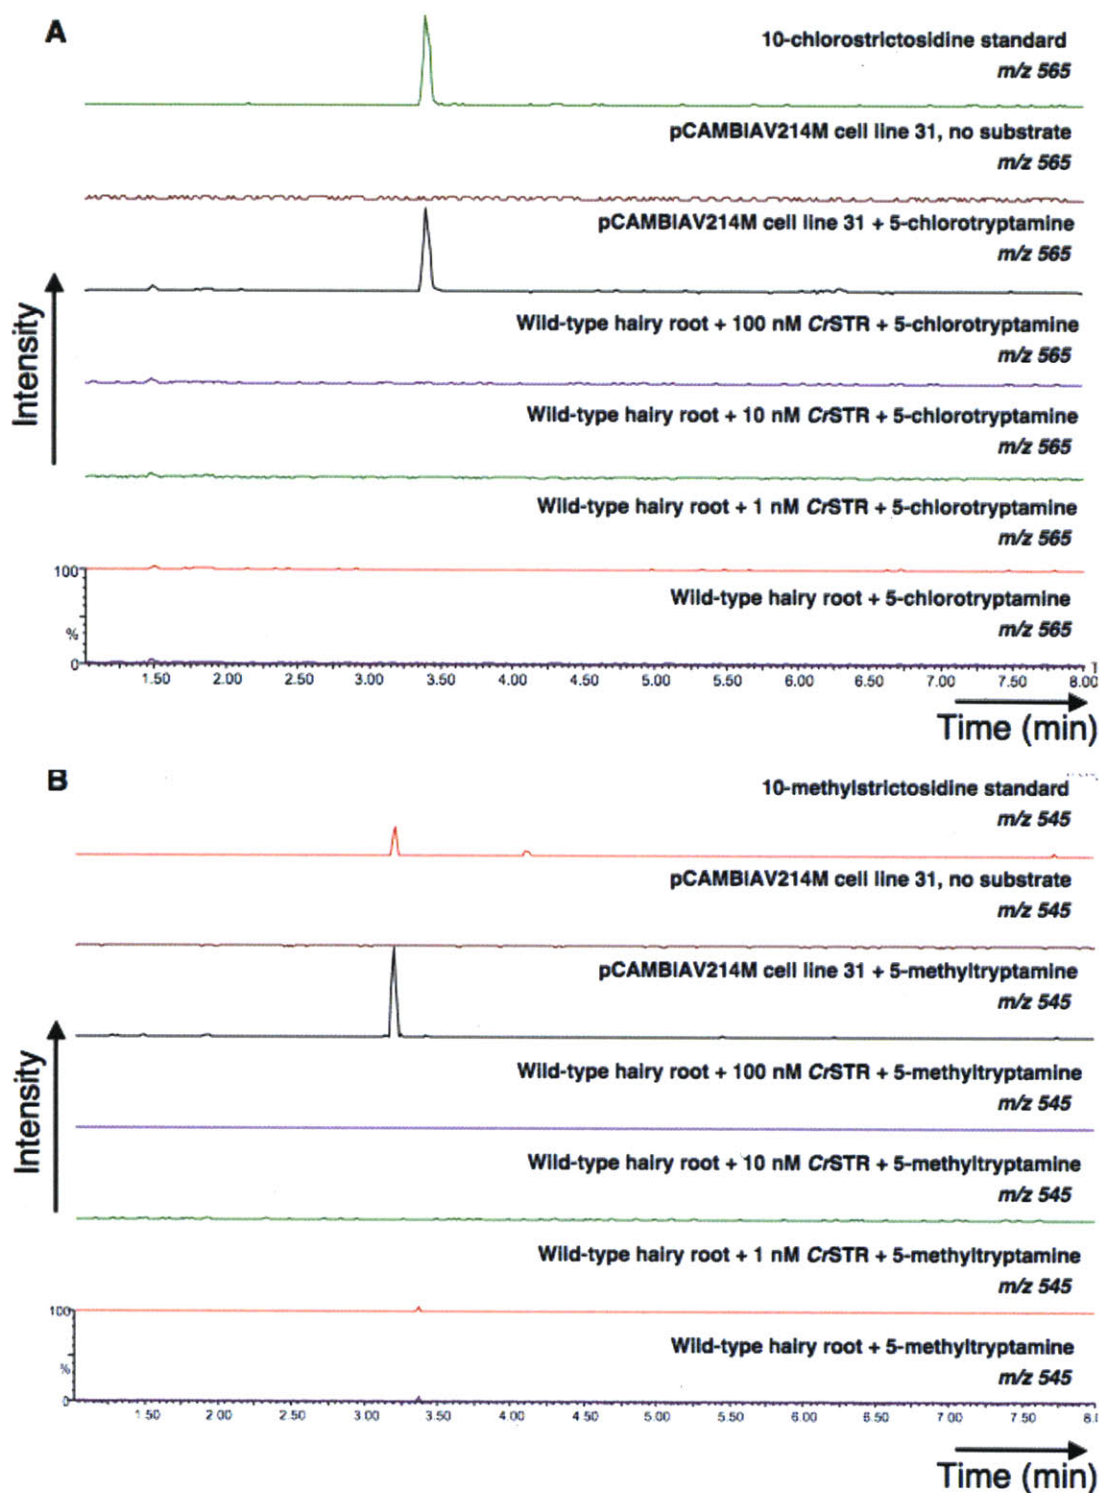 A
10-chlorostrictosidine standard
m/z 565
pCAMBIAV214M cell line 31, no substrate
m/z 565
pCAMBIAV214M cell line 31 + 5-chlorotryptamine
m/z 565
Wild-type hairy root + 100 nM CrSTR + 5-chlorotryptamine
m/z 565
Wild-type hairy root + 10 nM CrSTR + 5-chlorotryptamine
m/z 565
Wild-type hairy root + 1 nM CrSTR + 5-chlorotryptamine
m/z 565
Intensity
100
Wild-type hairy root + 5-chlorotryptamine
m/z 565
%
0
1.50 2.00 2.50 3.00 3.50 4.00 4.50 5.00 5.50 6.00 6.50 7.00 7.50 8.00
Time (min)
B
10-methylstrictosidine standard
m/z 545
pCAMBIAV214M cell line 31, no substrate
m/z 545
pCAMBIAV214M cell line 31 + 5-methyltryptamine
m/z 545
Wild-type hairy root + 100 nM CrSTR + 5-methyltryptamine
m/z 545
Wild-type hairy root + 10 nM CrSTR + 5-methyltryptamine
m/z 545
Wild-type hairy root + 1 nM CrSTR + 5-methyltryptamine
m/z 545
Intensity
100
Wild-type hairy root + 5-methyltryptamine
m/z 545
%
0
1.50 2.00 2.50 3.00 3.50 4.00 4.50 5.00 5.50 6.00 6.50 7.00 7.50
Time (min)